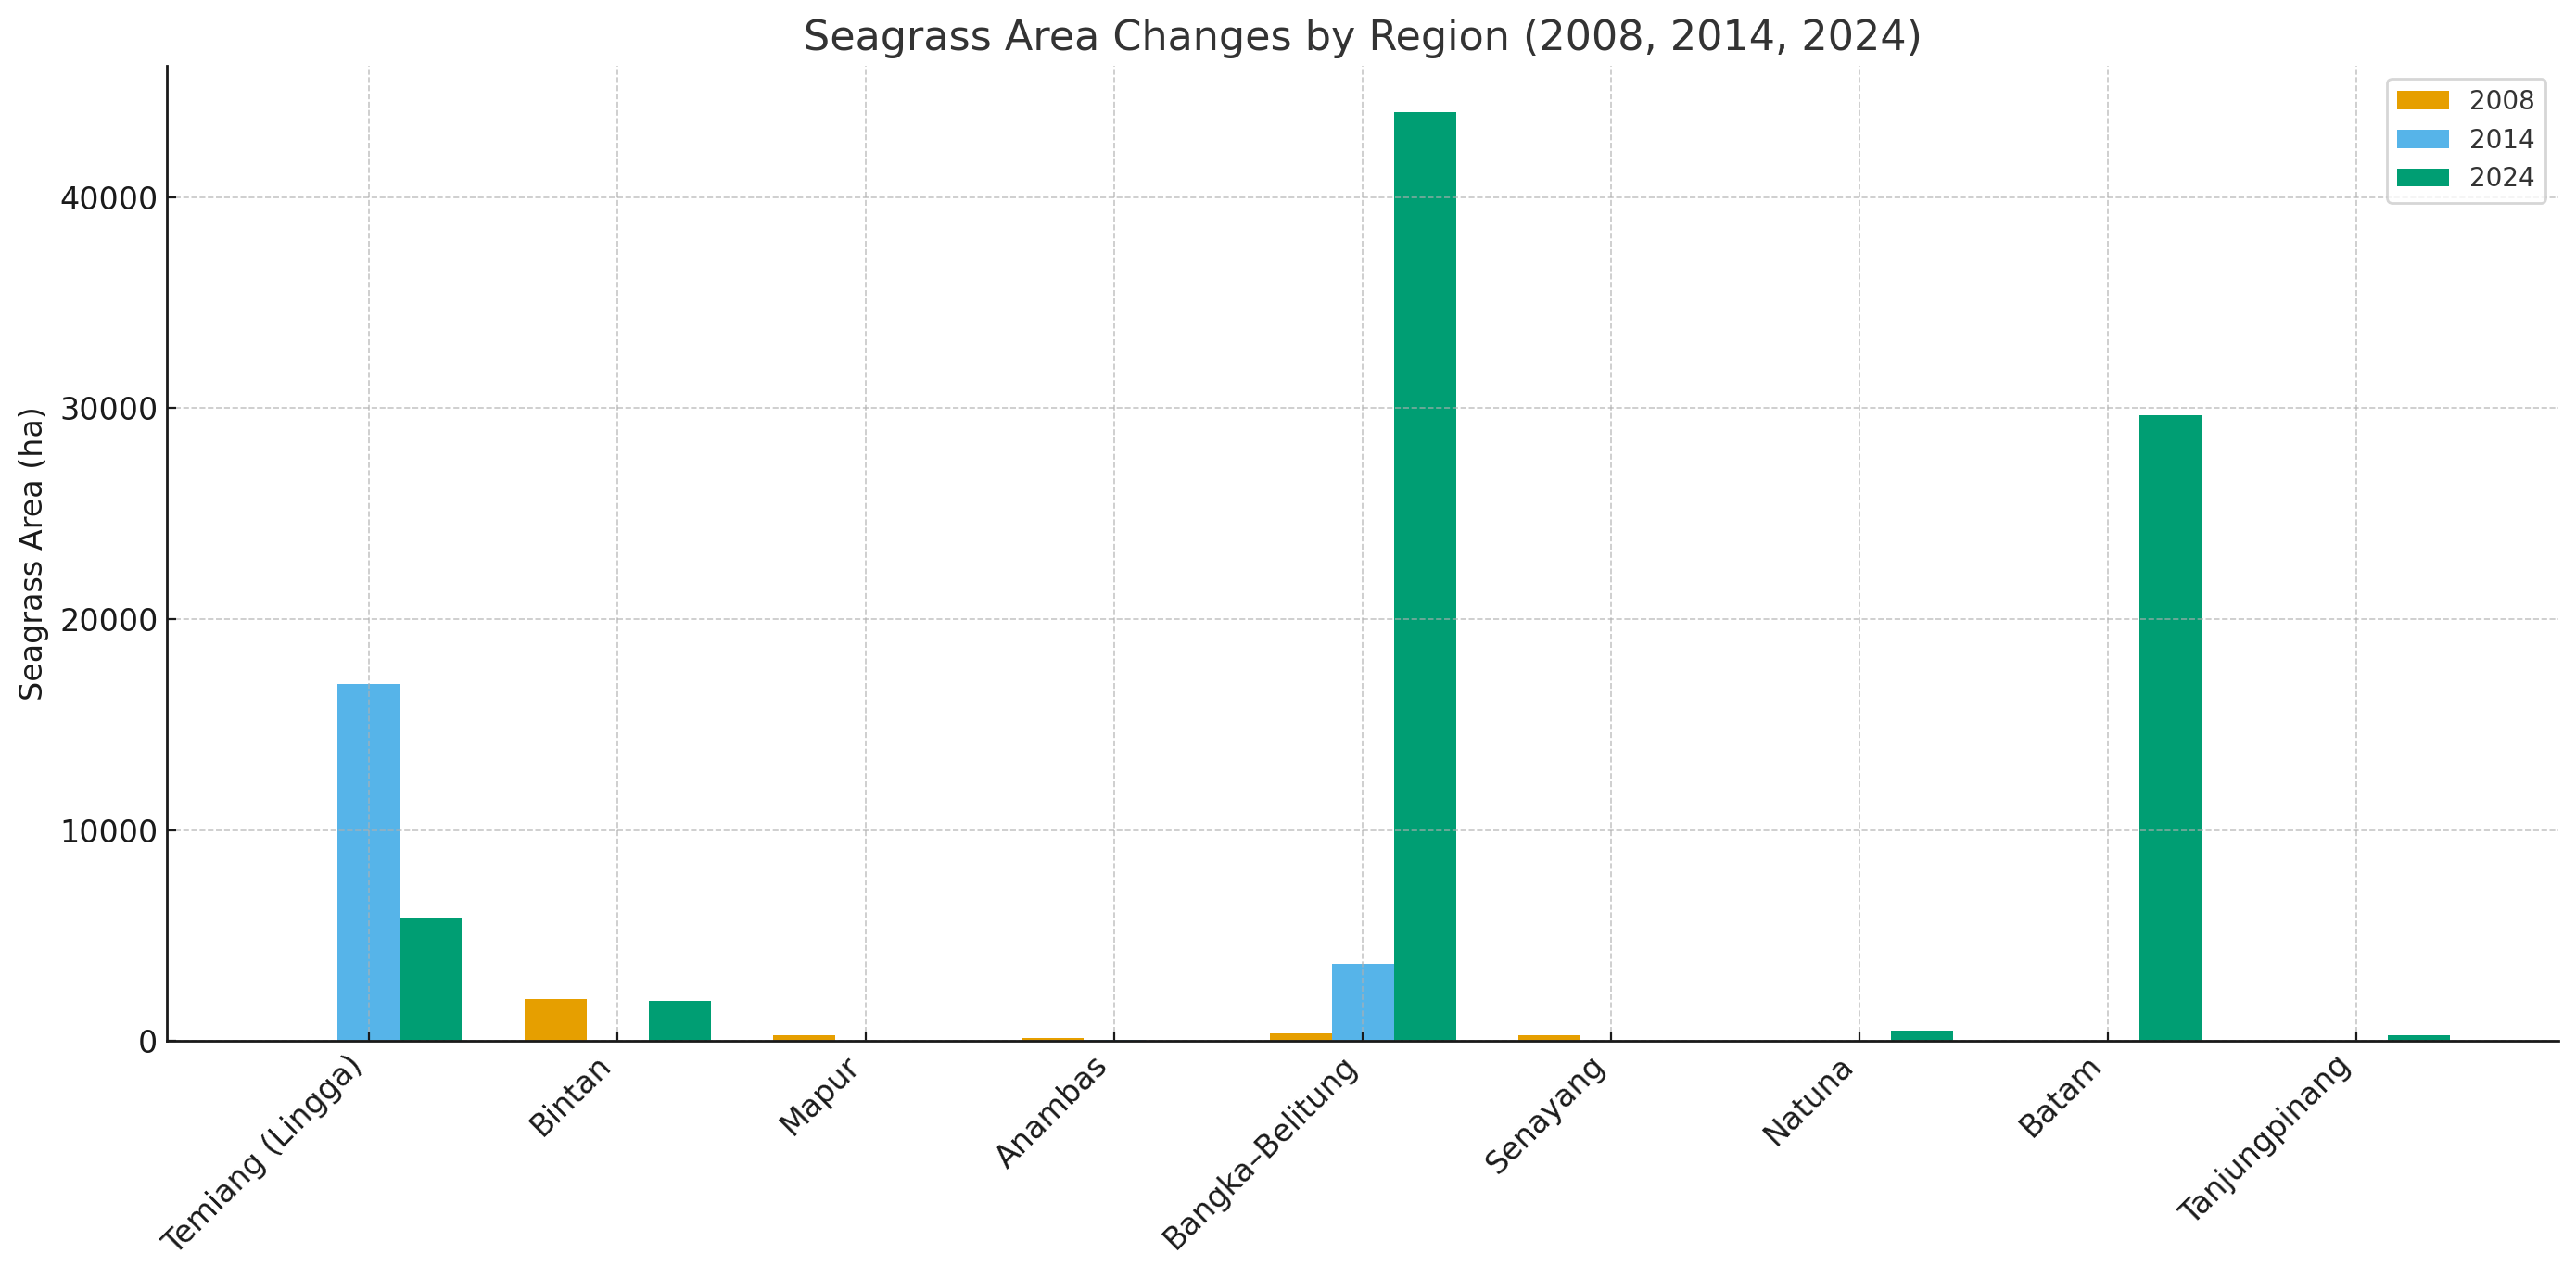 Seagrass Area Changes by Region (2008, 2014, 2024)
2008
2014
2024
Seagrass Area (ha)
40000
30000
20000
10000
0
Temiang (Lingga)
Bintan
Mapur
Anambas
Bangka–Belitung
Senayang
Natuna
Batam
Tanjungpinang